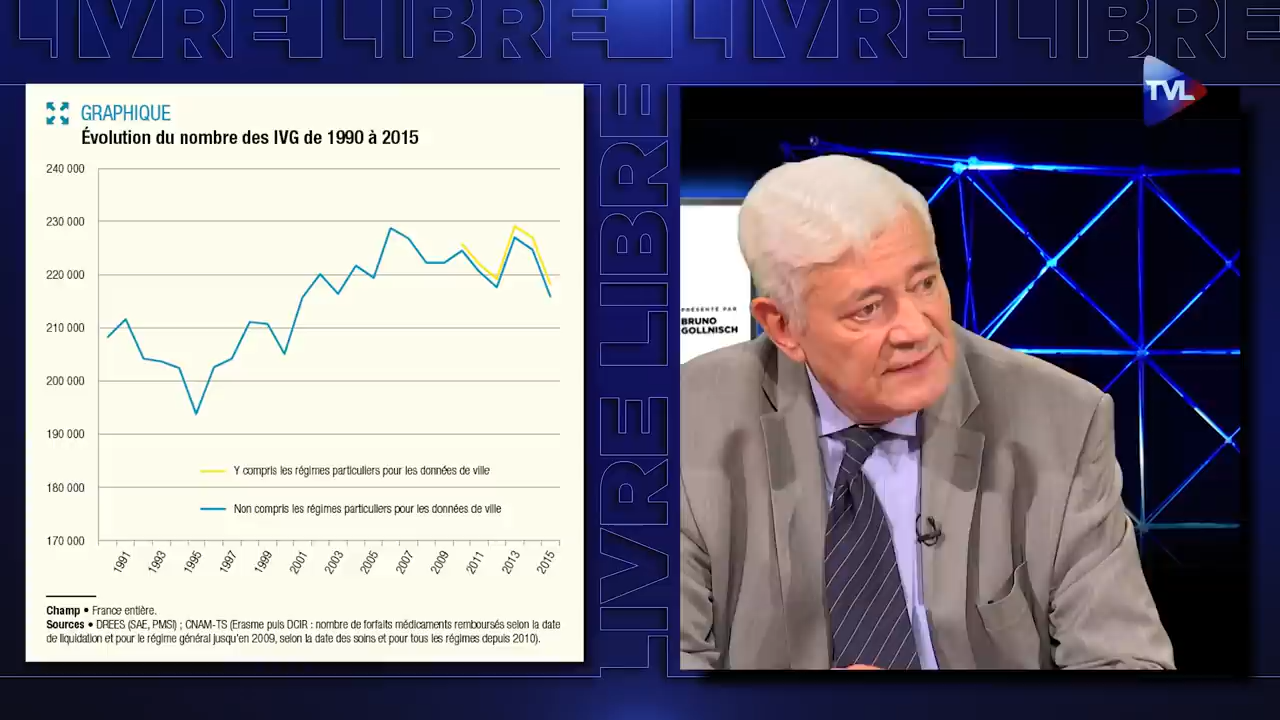 LIVRE LIBRE LIVRE LIBRE
GRAPHIQUE
Évolution du nombre des IVG de 1990 à 2015
240 000
230 000
220 000
210 000
200 000
190 000
180 000
170 000
Y compris les régimes particuliers pour les données de ville
Non compris les régimes particuliers pour les données de ville
1991
1993
1995
1997
1999
2001
2003
2005
2007
2009
2011
2013
2015
Champ • France entière.
Sources • DREES (SAE, PMSI) ; CNAM-TS (Erasme puis DCIR : nombre de forfaits médicaments remboursés selon la date
de liquidation et pour le régime général jusqu'en 2009, selon la date des soins et pour tous les régimes depuis 2010).
LIVRE LIBRE
TVL
PRÉSENTÉ PAR
BRUNO
GOLLNISCH